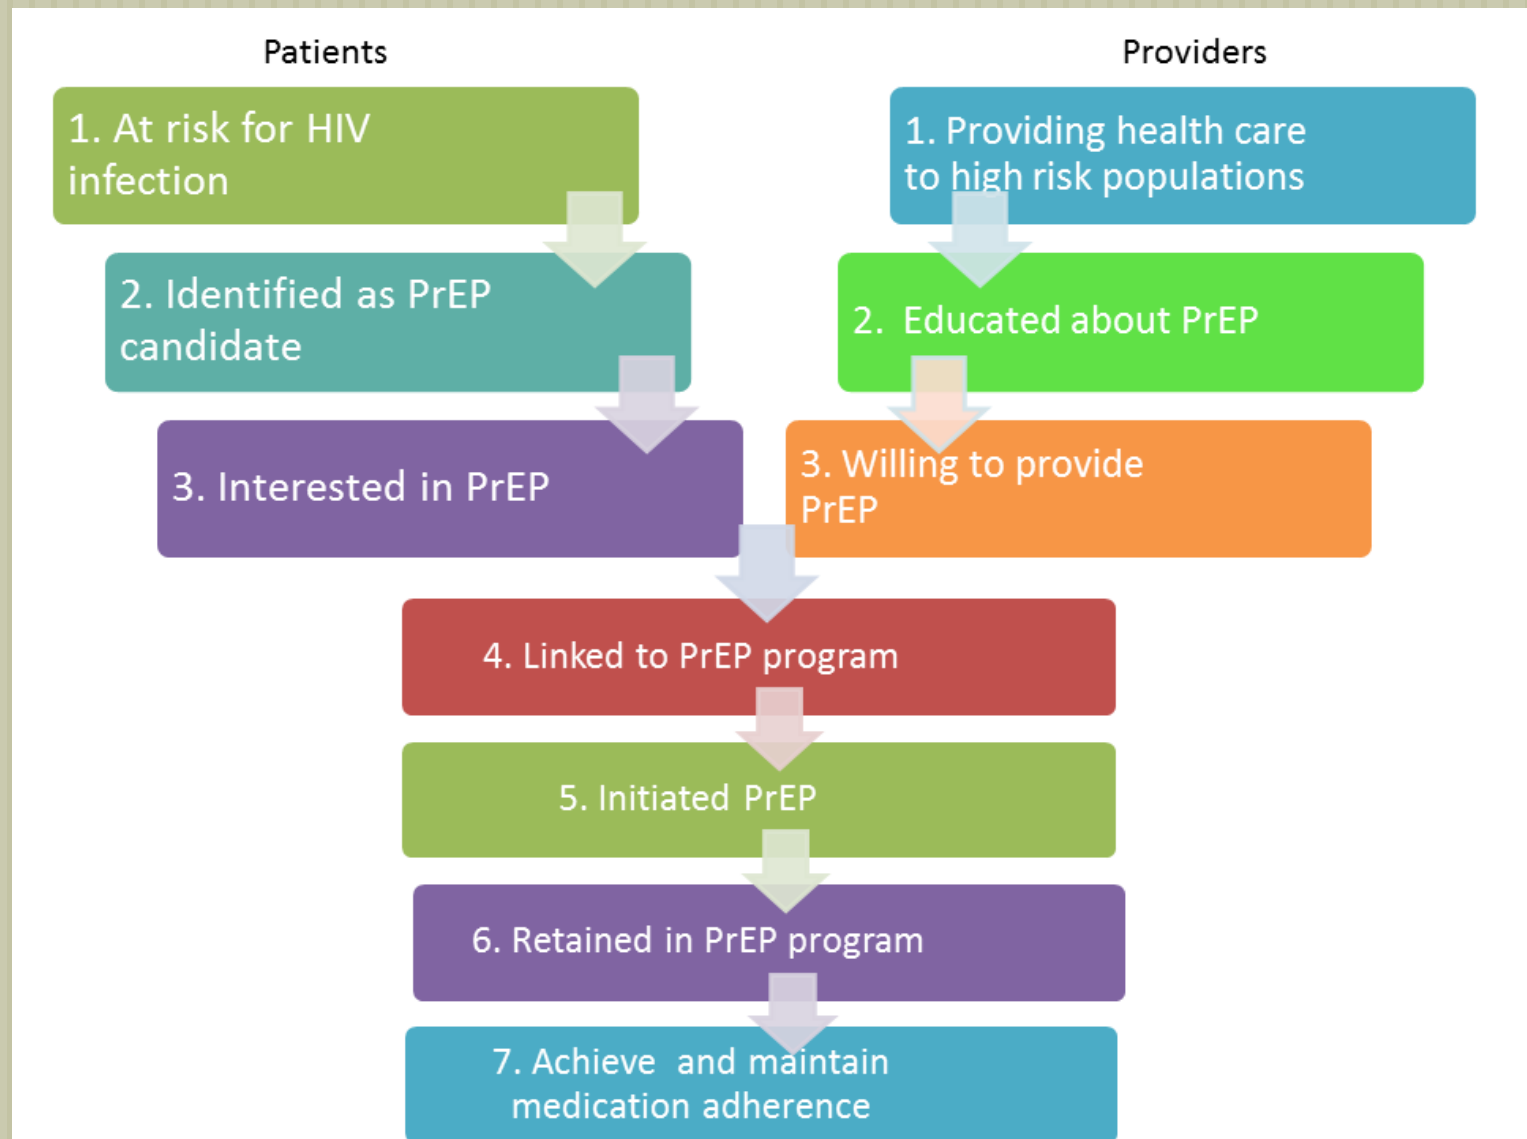 Patients
Providers
1. At risk for HIV
infection
1. Providing health care
to high risk populations
2. Identified as PrEP
candidate
2. Educated about PrEP
3. Interested in PrEP
3. Willing to provide
PrEP
4. Linked to PrEP program
5. Initiated PrEP
6. Retained in PrEP program
7. Achieve and maintain
medication adherence